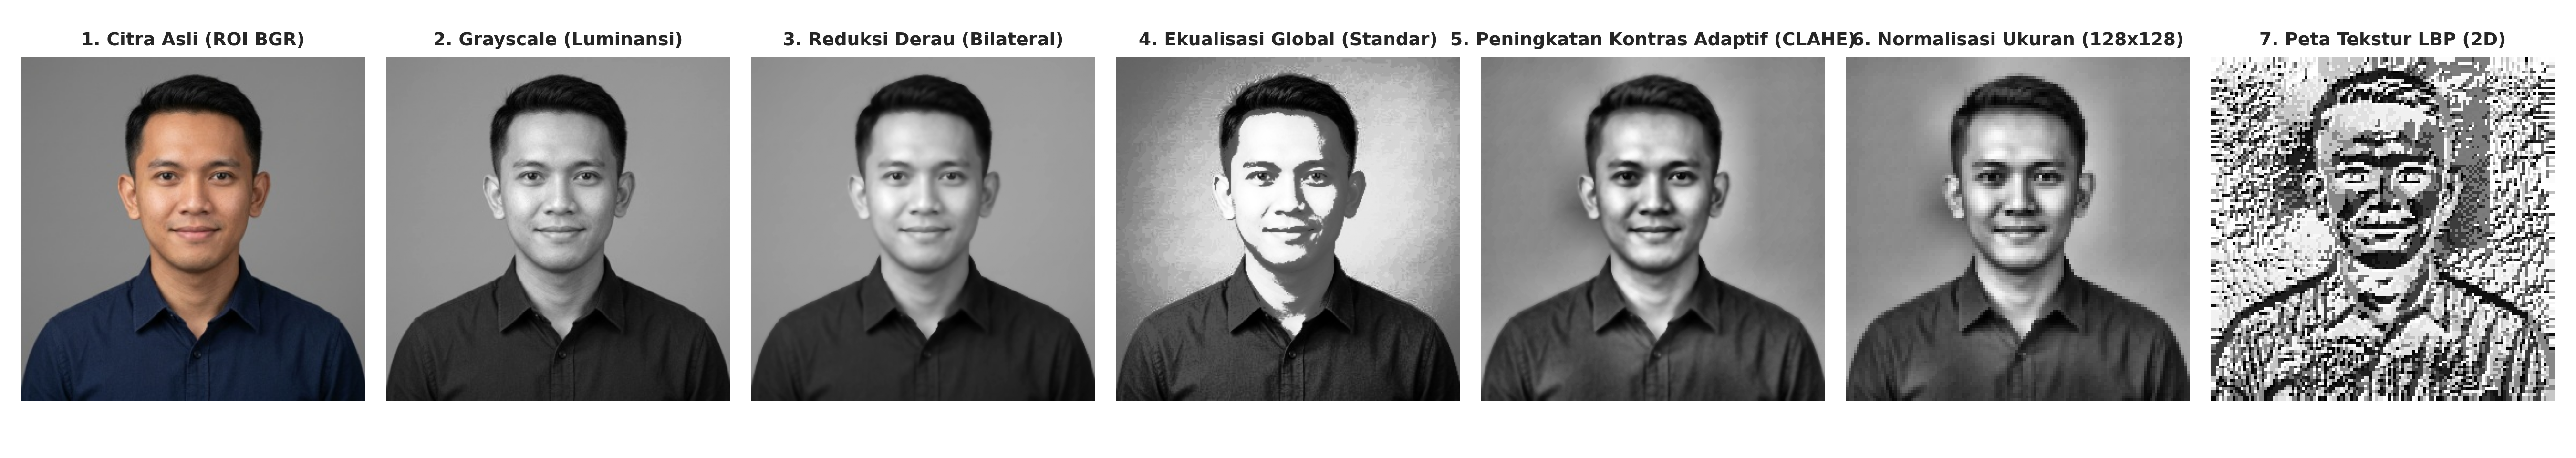 1. Citra Asli (ROI BGR)
2. Grayscale (Luminansi)
3. Reduksi Derau (Bilateral)
4. Ekualisasi Global (Standar)
5. Peningkatan Kontras Adaptif (CLAHE)
6. Normalisasi Ukuran (128x128)
7. Peta Tekstur LBP (2D)